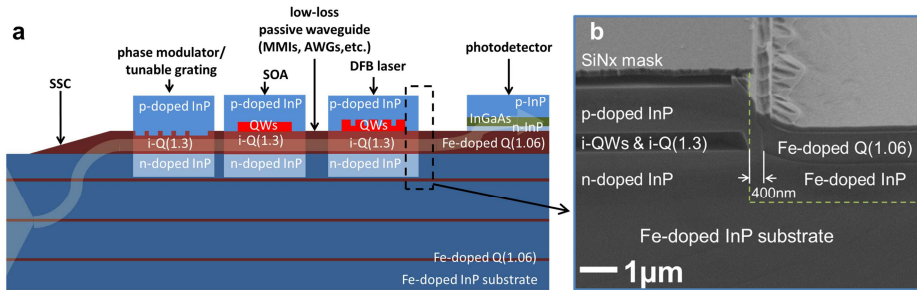 a
SSC
phase modulator/
tunable grating
SOA
low-loss
passive waveguide
(MMIs, AWGs,etc.)
DFB laser
photodetector
p-doped InP
p-doped InP
p-doped InP
p-InP
QWs
QWs
InGaAs
n-InP
i-Q(1.3)
i-Q(1.3)
i-Q(1.3)
Fe-doped Q(1.06)
n-doped InP
n-doped InP
n-doped InP
Fe-doped Q(1.06)
Fe-doped InP substrate
b
SiNx mask
p-doped InP
i-QWs & i-Q(1.3)
Fe-doped Q(1.06)
n-doped InP
400nm
Fe-doped InP
Fe-doped InP substrate
1μm